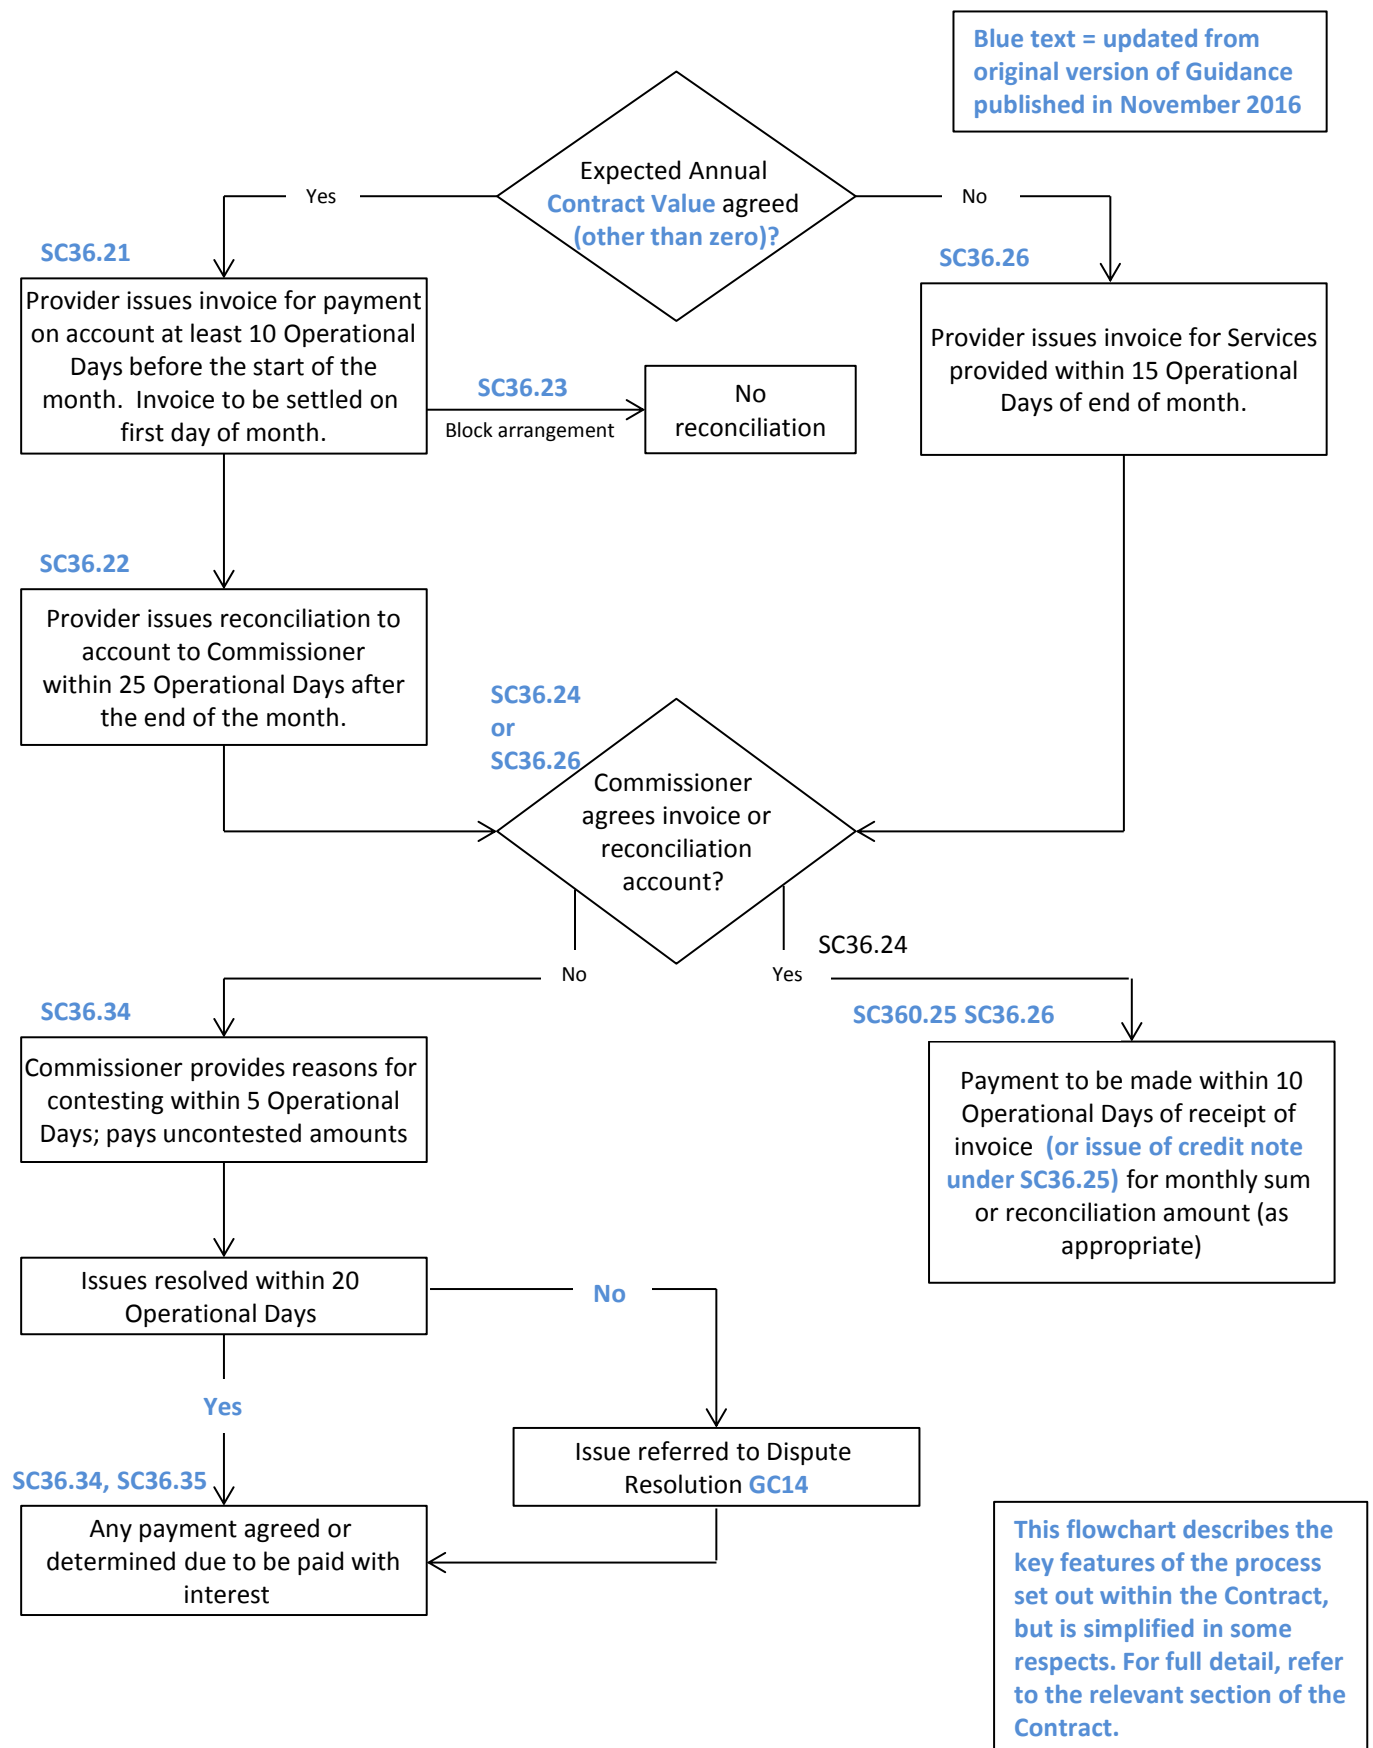 Blue text = updated from
original version of Guidance
published in November 2016
Expected Annual
Contract Value agreed
(other than zero)?
Yes
No
SC36.21
SC36.26
Provider issues invoice for payment
on account at least 10 Operational
Days before the start of the
month.  Invoice to be settled on
first day of month.
SC36.23
Block arrangement
No
reconciliation
Provider issues invoice for Services
provided within 15 Operational
Days of end of month.
SC36.22
Provider issues reconciliation to
account to Commissioner
within 25 Operational Days after
the end of the month.
SC36.24
or
SC36.26
Commissioner
agrees invoice or
reconciliation
account?
No
Yes
SC36.24
SC36.34
SC360.25 SC36.26
Commissioner provides reasons for
contesting within 5 Operational
Days; pays uncontested amounts
Payment to be made within 10
Operational Days of receipt of
invoice  (or issue of credit note
under SC36.25) for monthly sum
or reconciliation amount (as
appropriate)
Issues resolved within 20
Operational Days
No
Yes
Issue referred to Dispute
Resolution GC14
SC36.34, SC36.35
Any payment agreed or
determined due to be paid with
interest
This flowchart describes the
key features of the process
set out within the Contract,
but is simplified in some
respects. For full detail, refer
to the relevant section of the
Contract.